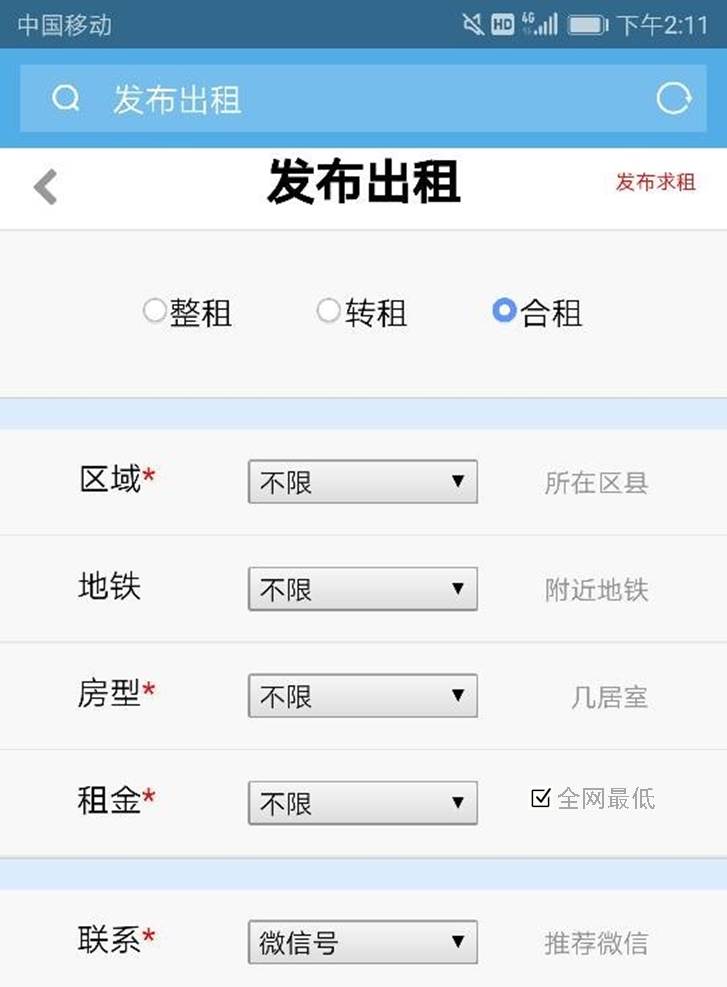 中国移动 HD 4G 下午2:11
发布出租
发布出租 发布求租
整租 转租 合租
区域* 不限 所在区县
地铁 不限 附近地铁
房型* 不限 几居室
租金* 不限 全网最低
联系* 微信号 推荐微信